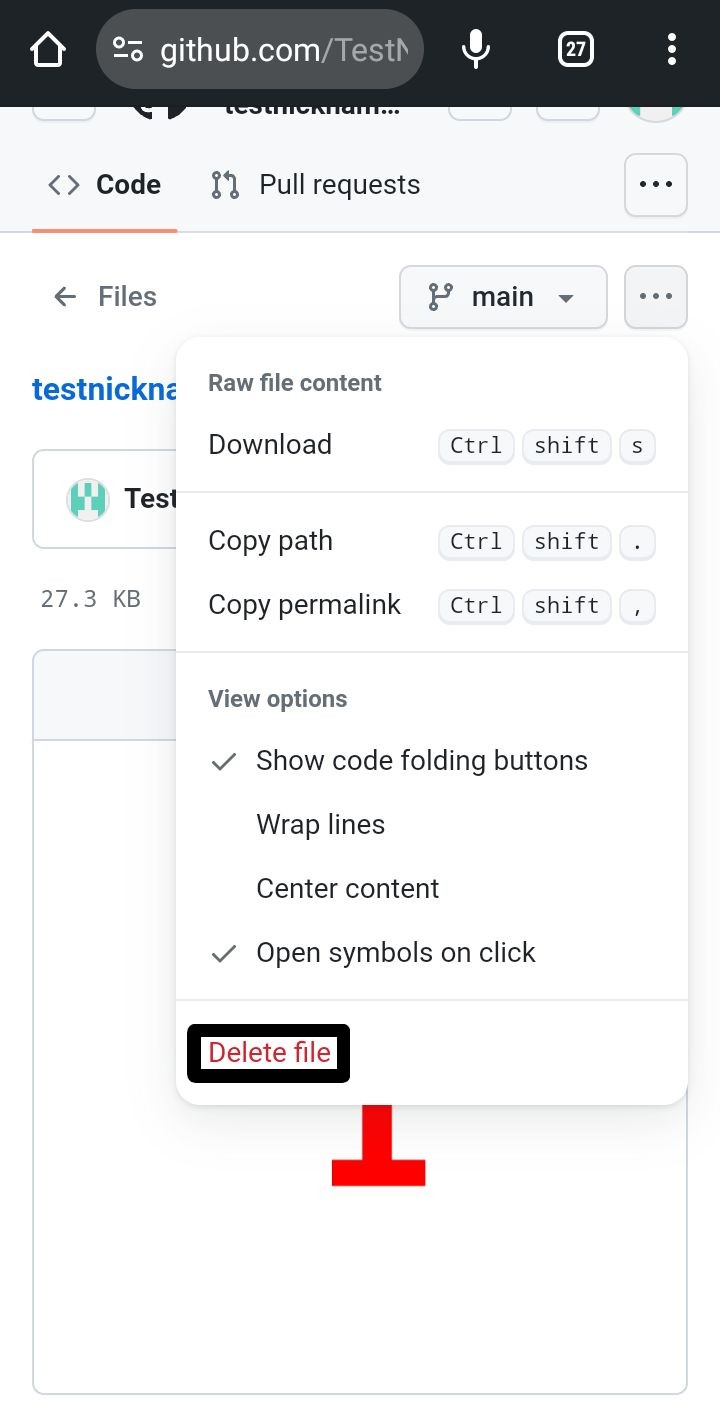 27
github.com/TestN
testnicknam...
Code
Pull requests
Files
main
testnickna
Raw file content
Download Ctrl shift s
Test
Copy path Ctrl shift .
Copy permalink Ctrl shift ,
27.3 KB
View options
Show code folding buttons
Wrap lines
Center content
Open symbols on click
Delete file